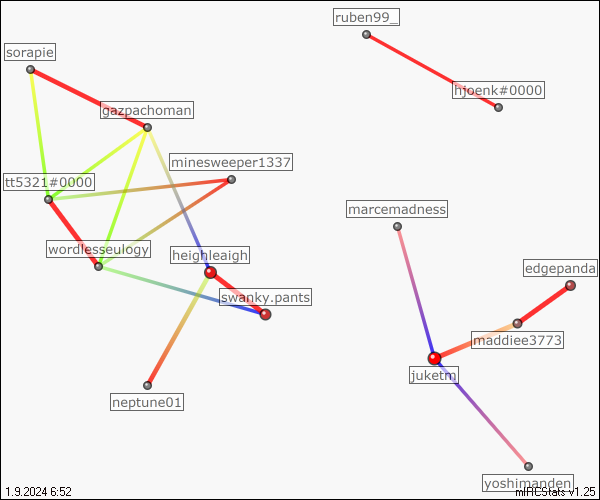 ruben99_
sorapie
hjoenk#0000
gazpachoman
minesweeper1337
tt5321#0000
marcemadness
wordlesseulogy
heighleaigh
edgepanda
swanky.pants
maddiee3773
juketm
neptune01
yoshimanden
1.9.2024 6:52
mIRCStats v1.25